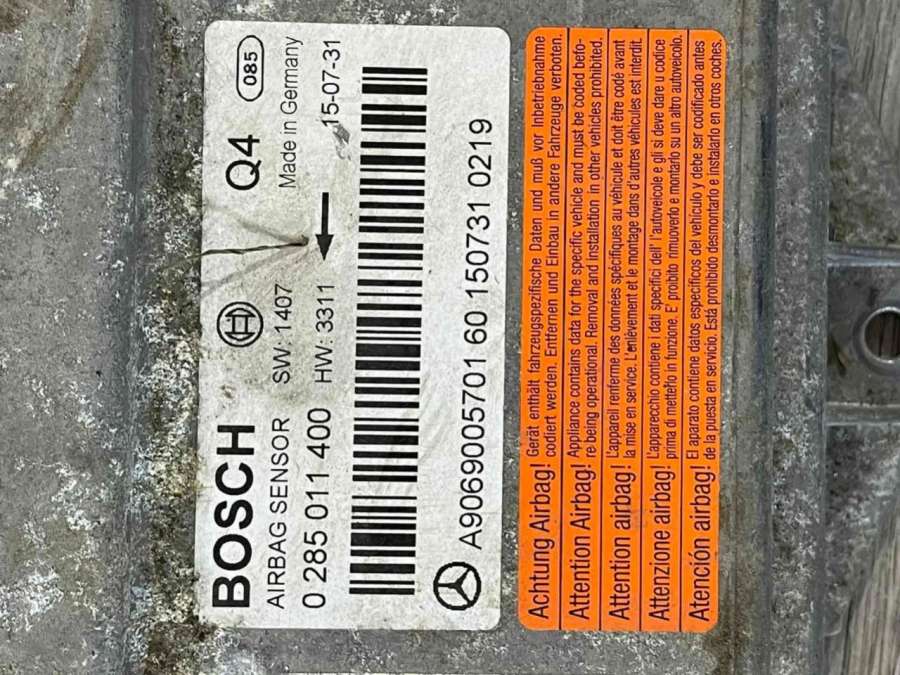 BOSCH
Q4
085
AIRBAG SENSOR SW: 1407 Made in Germany
0 285 011 400 HW: 3311 15-07-31
A9069005701 60 150731 0219
Achtung Airbag! Gerät enthält fahrzeugspezifische Daten und muß vor Inbetriebnahme
codiert werden. Entfernen und Einbau in andere Fahrzeuge verboten.
Attention Airbag! Appliance contains data for the specific vehicle and must be coded befo-
re being operational. Removal and Installation in other vehicles prohibited.
Attention airbag! L'appareil renferme des données spécifiques au véhicule et doit être codé avant
la mise en service. L'enlèvement et le montage dans d'autres véhicules est interdit.
Attenzione airbag! L'apparecchio contiene i dati specifici dell' l'autoveicole e gli si deve dare u codice
prima di metteflo in funzione. E' proibito rimuoverlo e montarlo su un altro autoveicolo.
Atención airbag! El aparato contiene datos específicos del vehículo y debe ser codificado antes
de la puesta en servicio. Está prohibido desmontarlo e instalarlo en otros coches.